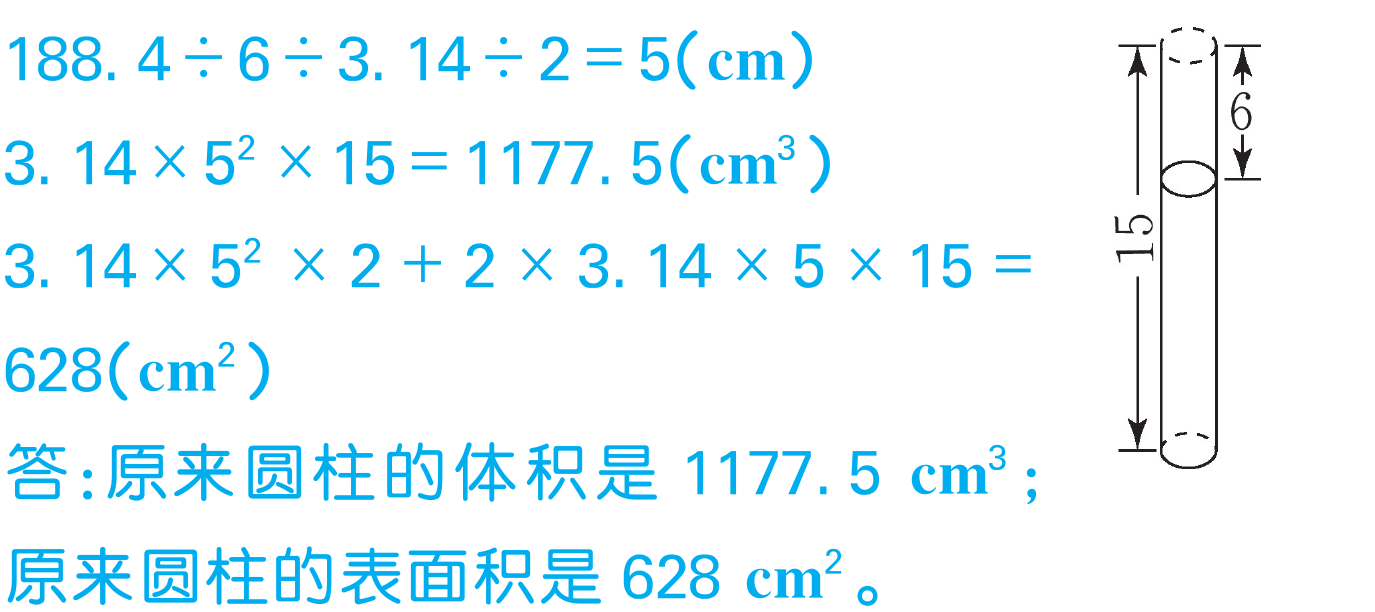 188.4÷6÷3.14÷2=5(cm)
3.14×5²×15=1177.5(cm³)
3.14×5²×2+2×3.14×5×15=
628(cm²)
答:原来圆柱的体积是 1177.5 cm³;
原来圆柱的表面积是 628 cm²。
6
15